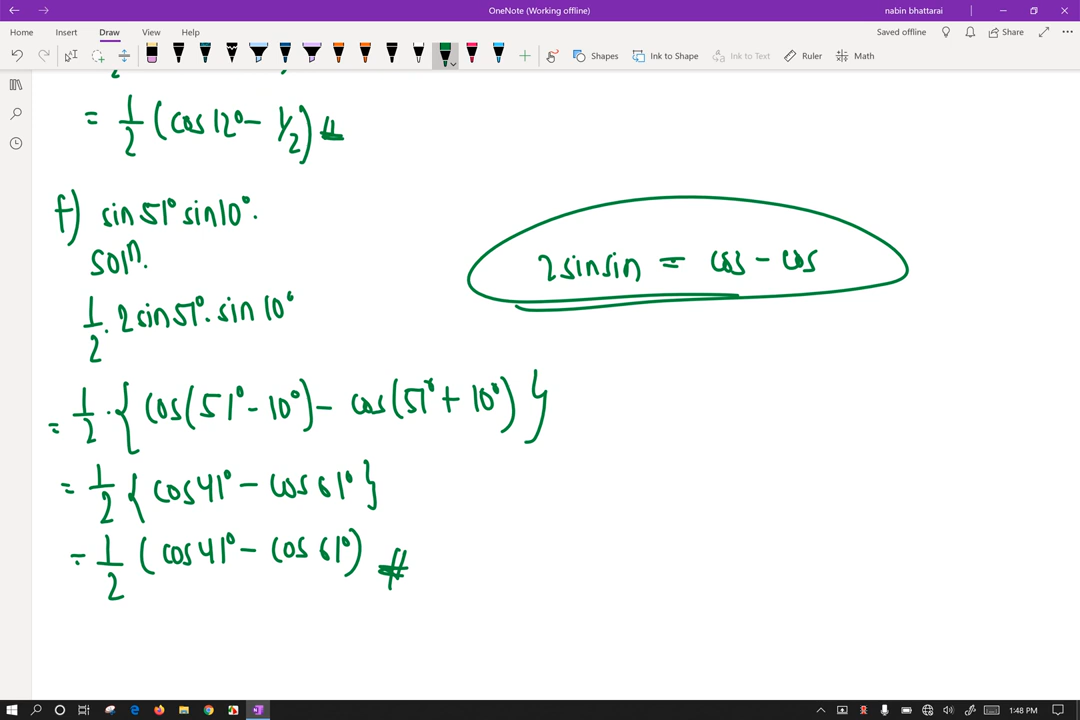 OneNote (Working offline)
nabin bhattarai
Home Insert Draw View Help
Saved offline
Share
Shapes
Ink to Shape
Ink to Text
Ruler
Math
= 1/2 (cos 12° - 1/2) #
f) sin 51° sin 10°.
Solⁿ.
1/2 . 2 sin 51° . sin 10°
2 sin sin = cos - cos
= 1/2 . { cos(51° - 10°) - cos(51° + 10°) }
= 1/2 { cos 41° - cos 61° }
= 1/2 ( cos 41° - cos 61° ) #
1:48 PM